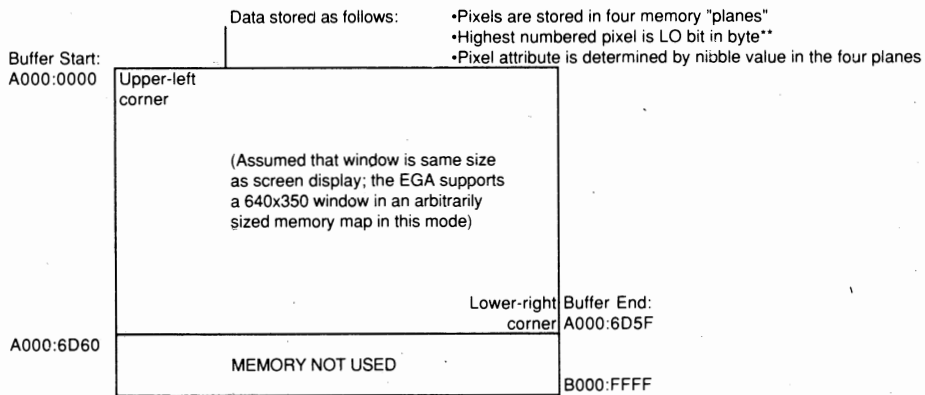 Data stored as follows:
•Pixels are stored in four memory "planes"
•Highest numbered pixel is LO bit in byte**
•Pixel attribute is determined by nibble value in the four planes
Buffer Start:
A000:0000
Upper-left
corner
(Assumed that window is same size
as screen display; the EGA supports
a 640x350 window in an arbitrarily
sized memory map in this mode)
Lower-right
corner
Buffer End:
A000:6D5F
A000:6D60
MEMORY NOT USED
B000:FFFF